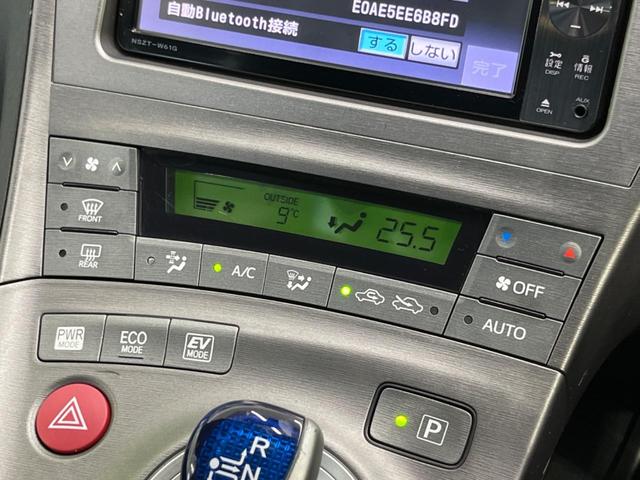 E0AE5EE6B8FD
自動Bluetooth接続
する しない
完了
NSZT-W61G
設定 情報
DISP REC
OPEN AUX
OUTSIDE
9°C
25.5
FRONT
REAR
A/C
OFF
AUTO
PWR MODE
ECO MODE
EV MODE
P
R
N